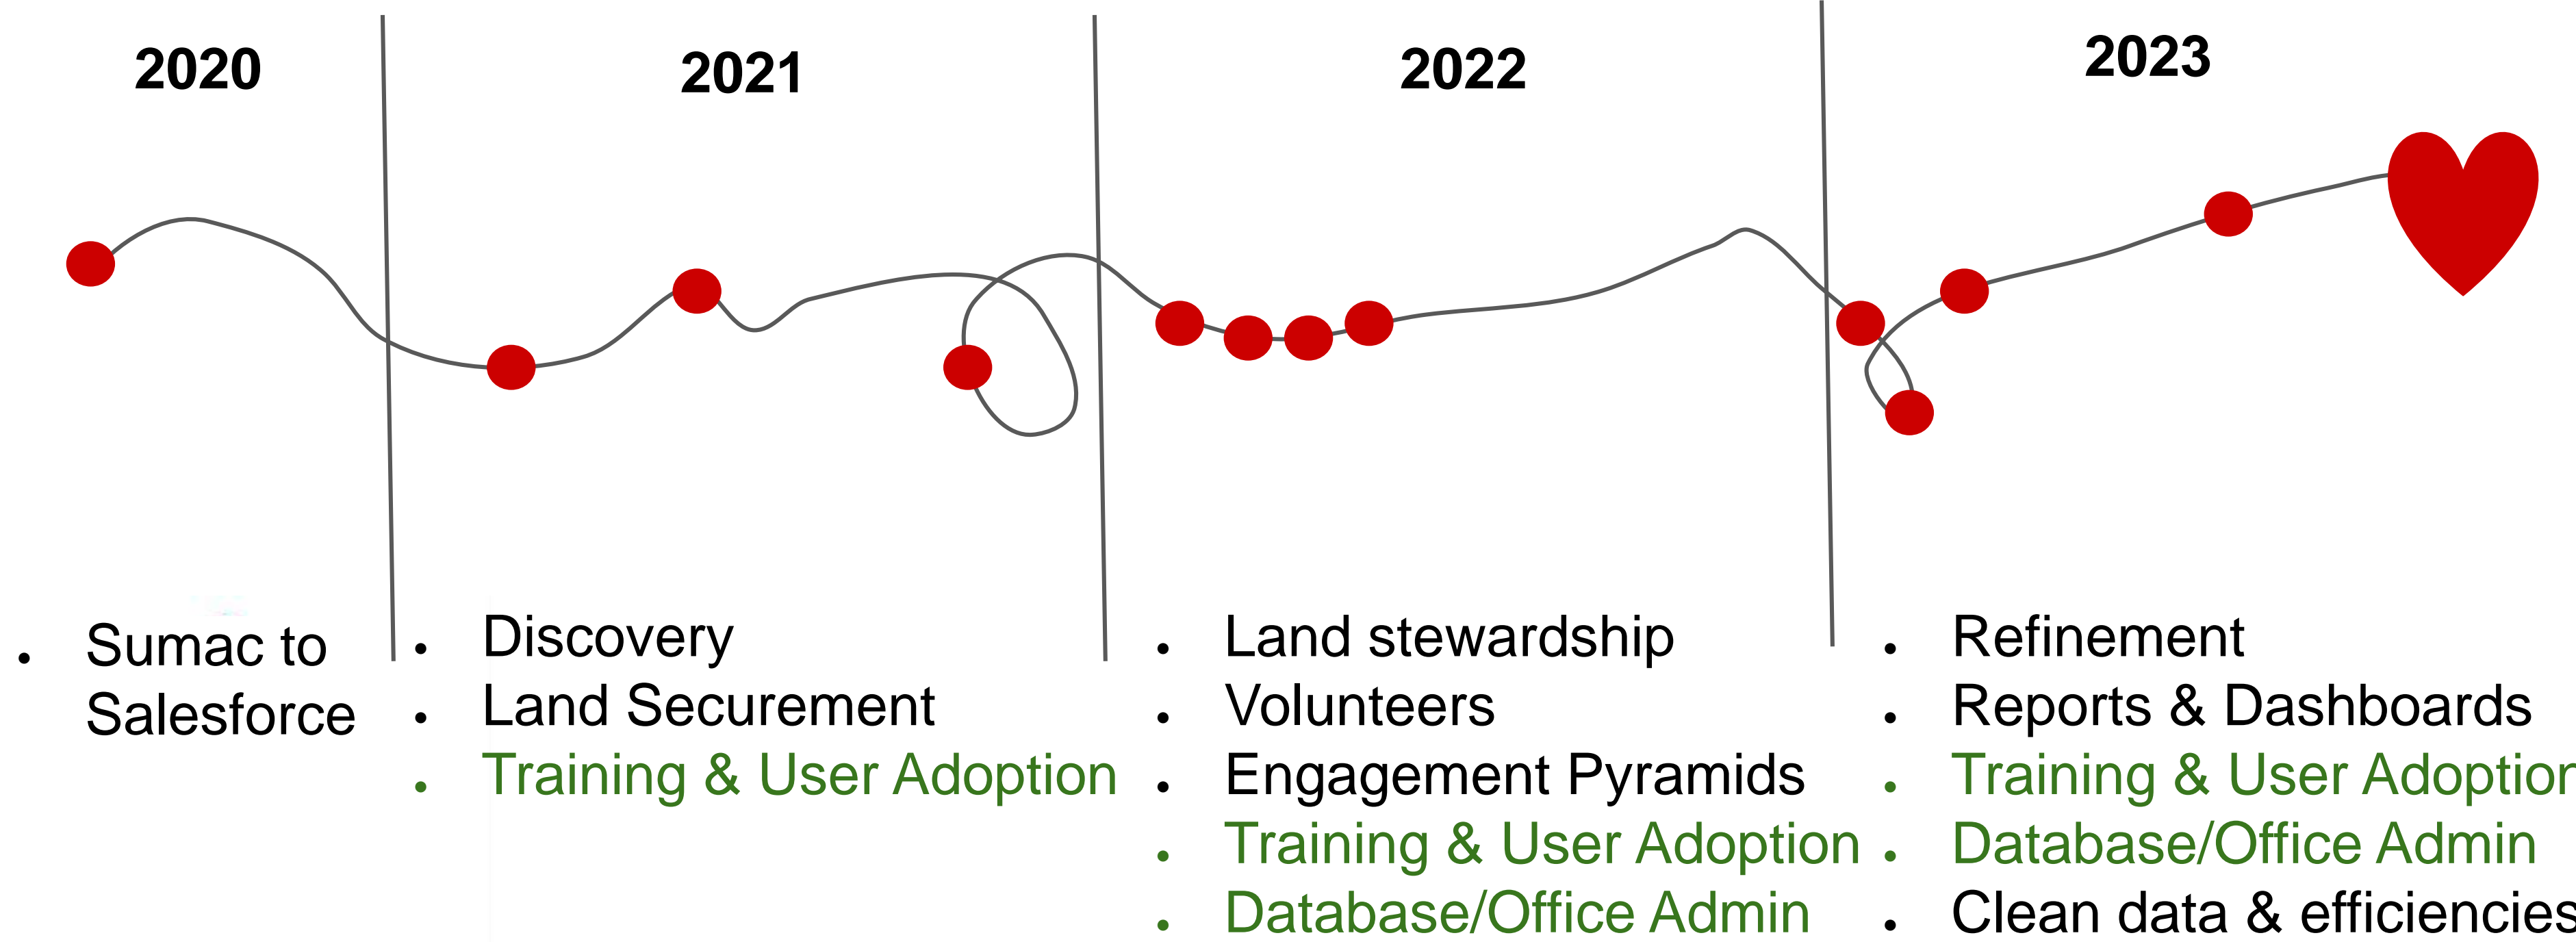 2020
2021
2022
2023
• Sumac to
Salesforce
• Discovery
• Land Securement
• Training & User Adoption
• Land stewardship
• Volunteers
• Engagement Pyramids
• Training & User Adoption
• Database/Office Admin
• Refinement
• Reports & Dashboards
• Training & User Adoption
• Database/Office Admin
• Clean data & efficiencies